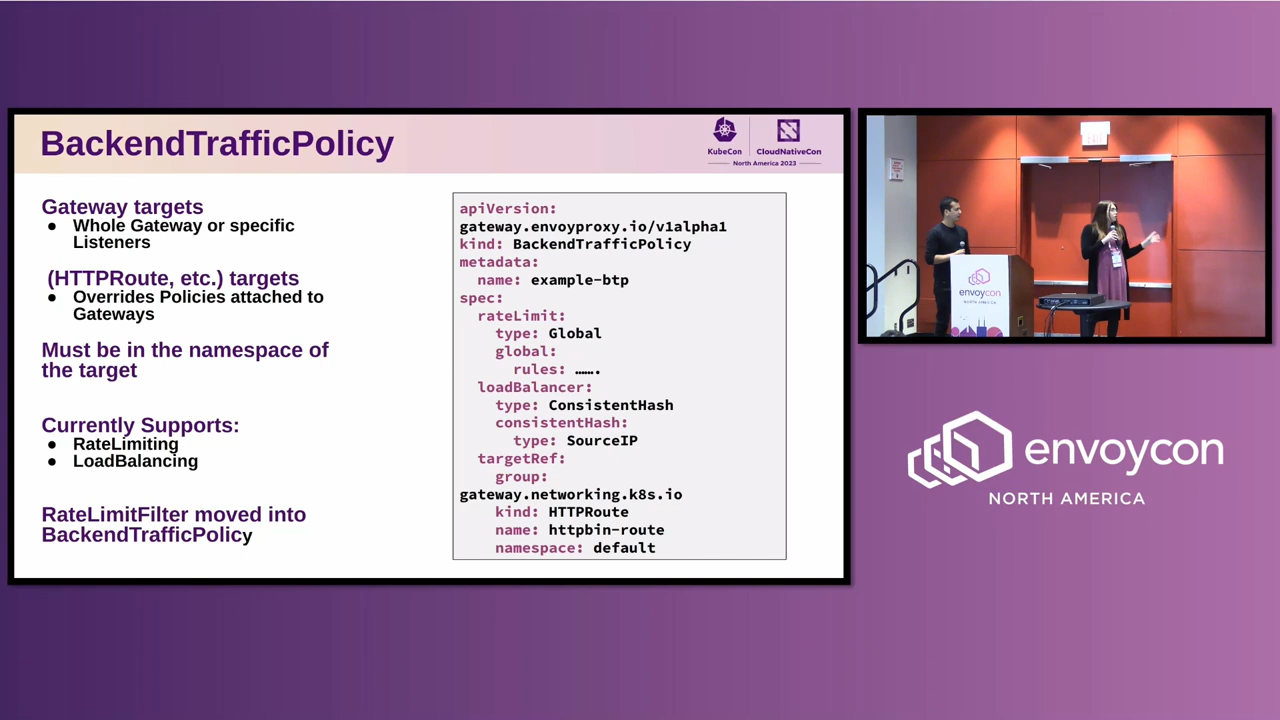 BackendTrafficPolicy
KubeCon
CloudNativeCon
North America 2023
Gateway targets
● Whole Gateway or specific
Listeners
(HTTPRoute, etc.) targets
● Overrides Policies attached to
Gateways
Must be in the namespace of
the target
Currently Supports:
● RateLimiting
● LoadBalancing
RateLimitFilter moved into
BackendTrafficPolicy
apiVersion:
gateway.envoyproxy.io/v1alpha1
kind: BackendTrafficPolicy
metadata:
name: example-btp
spec:
rateLimit:
type: Global
global:
rules: …….
loadBalancer:
type: ConsistentHash
consistentHash:
type: SourceIP
targetRef:
group:
gateway.networking.k8s.io
kind: HTTPRoute
name: httpbin-route
namespace: default
envoycon
NORTH AMERICA
envoycon
NORTH AMERICA